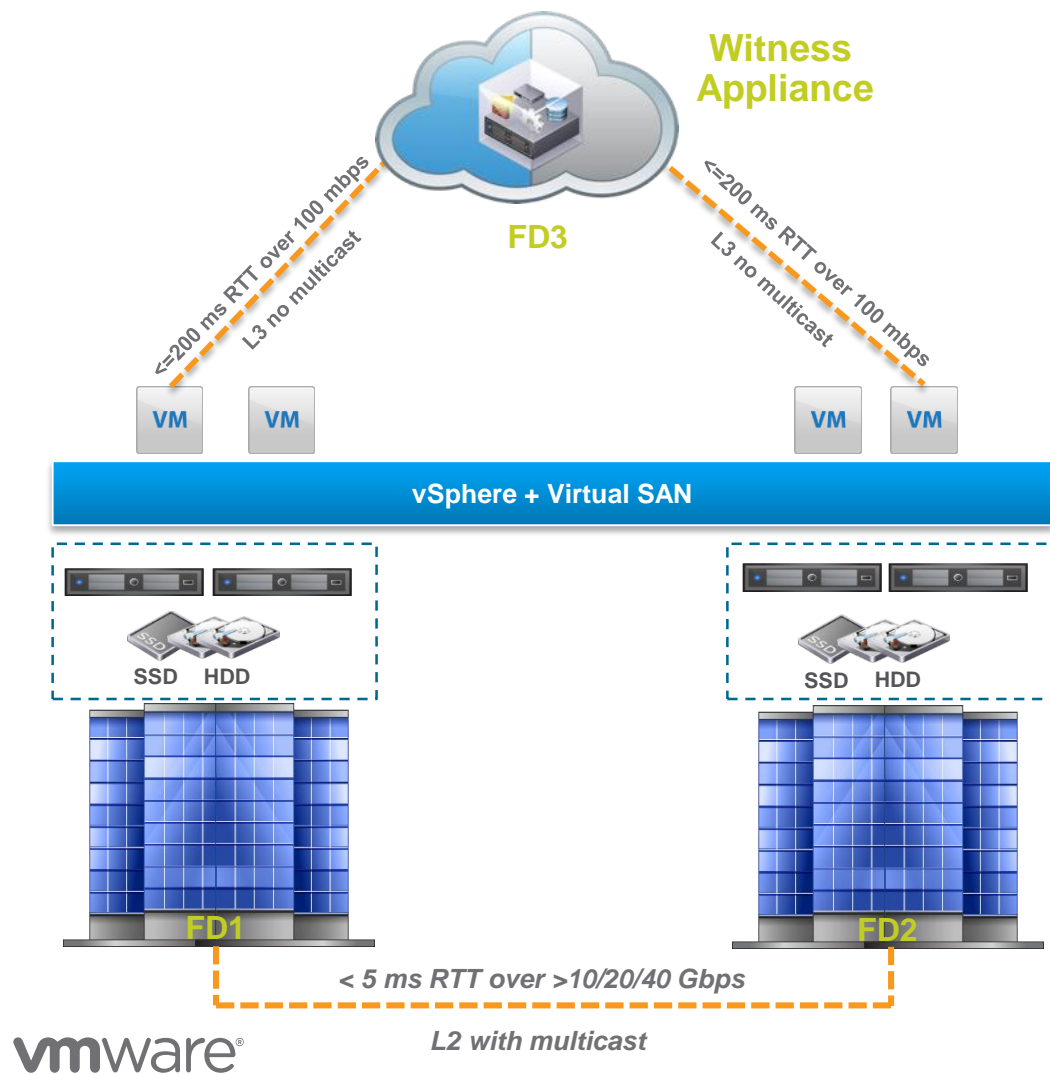 Witness
Appliance
FD3
<=200 ms RTT over 100 mbps
L3 no multicast
<=200 ms RTT over 100 mbps
L3 no multicast
VM
VM
VM
VM
vSphere + Virtual SAN
SSD
SSD HDD
SSD
SSD HDD
FD1
FD2
< 5 ms RTT over >10/20/40 Gbps
L2 with multicast
vmware®